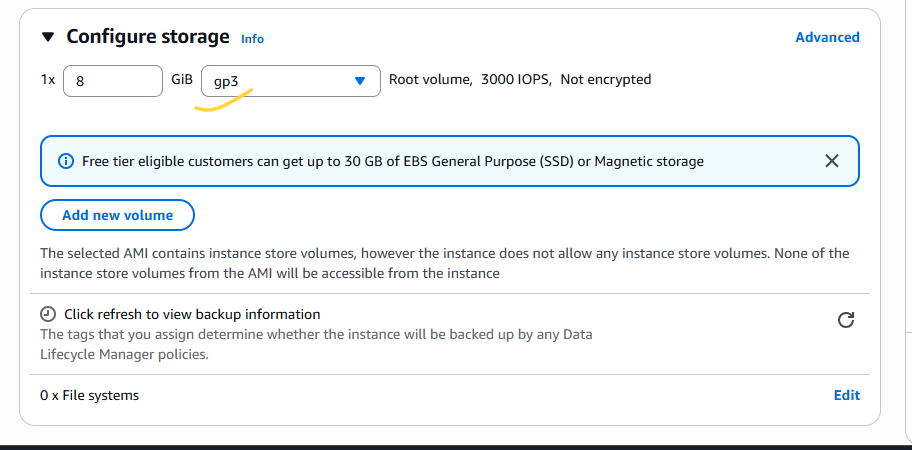 Configure storage Info Advanced
1x 8 GiB gp3 Root volume, 3000 IOPS, Not encrypted
Free tier eligible customers can get up to 30 GB of EBS General Purpose (SSD) or Magnetic storage
Add new volume
The selected AMI contains instance store volumes, however the instance does not allow any instance store volumes. None of the
instance store volumes from the AMI will be accessible from the instance
Click refresh to view backup information
The tags that you assign determine whether the instance will be backed up by any Data
Lifecycle Manager policies.
0 x File systems Edit